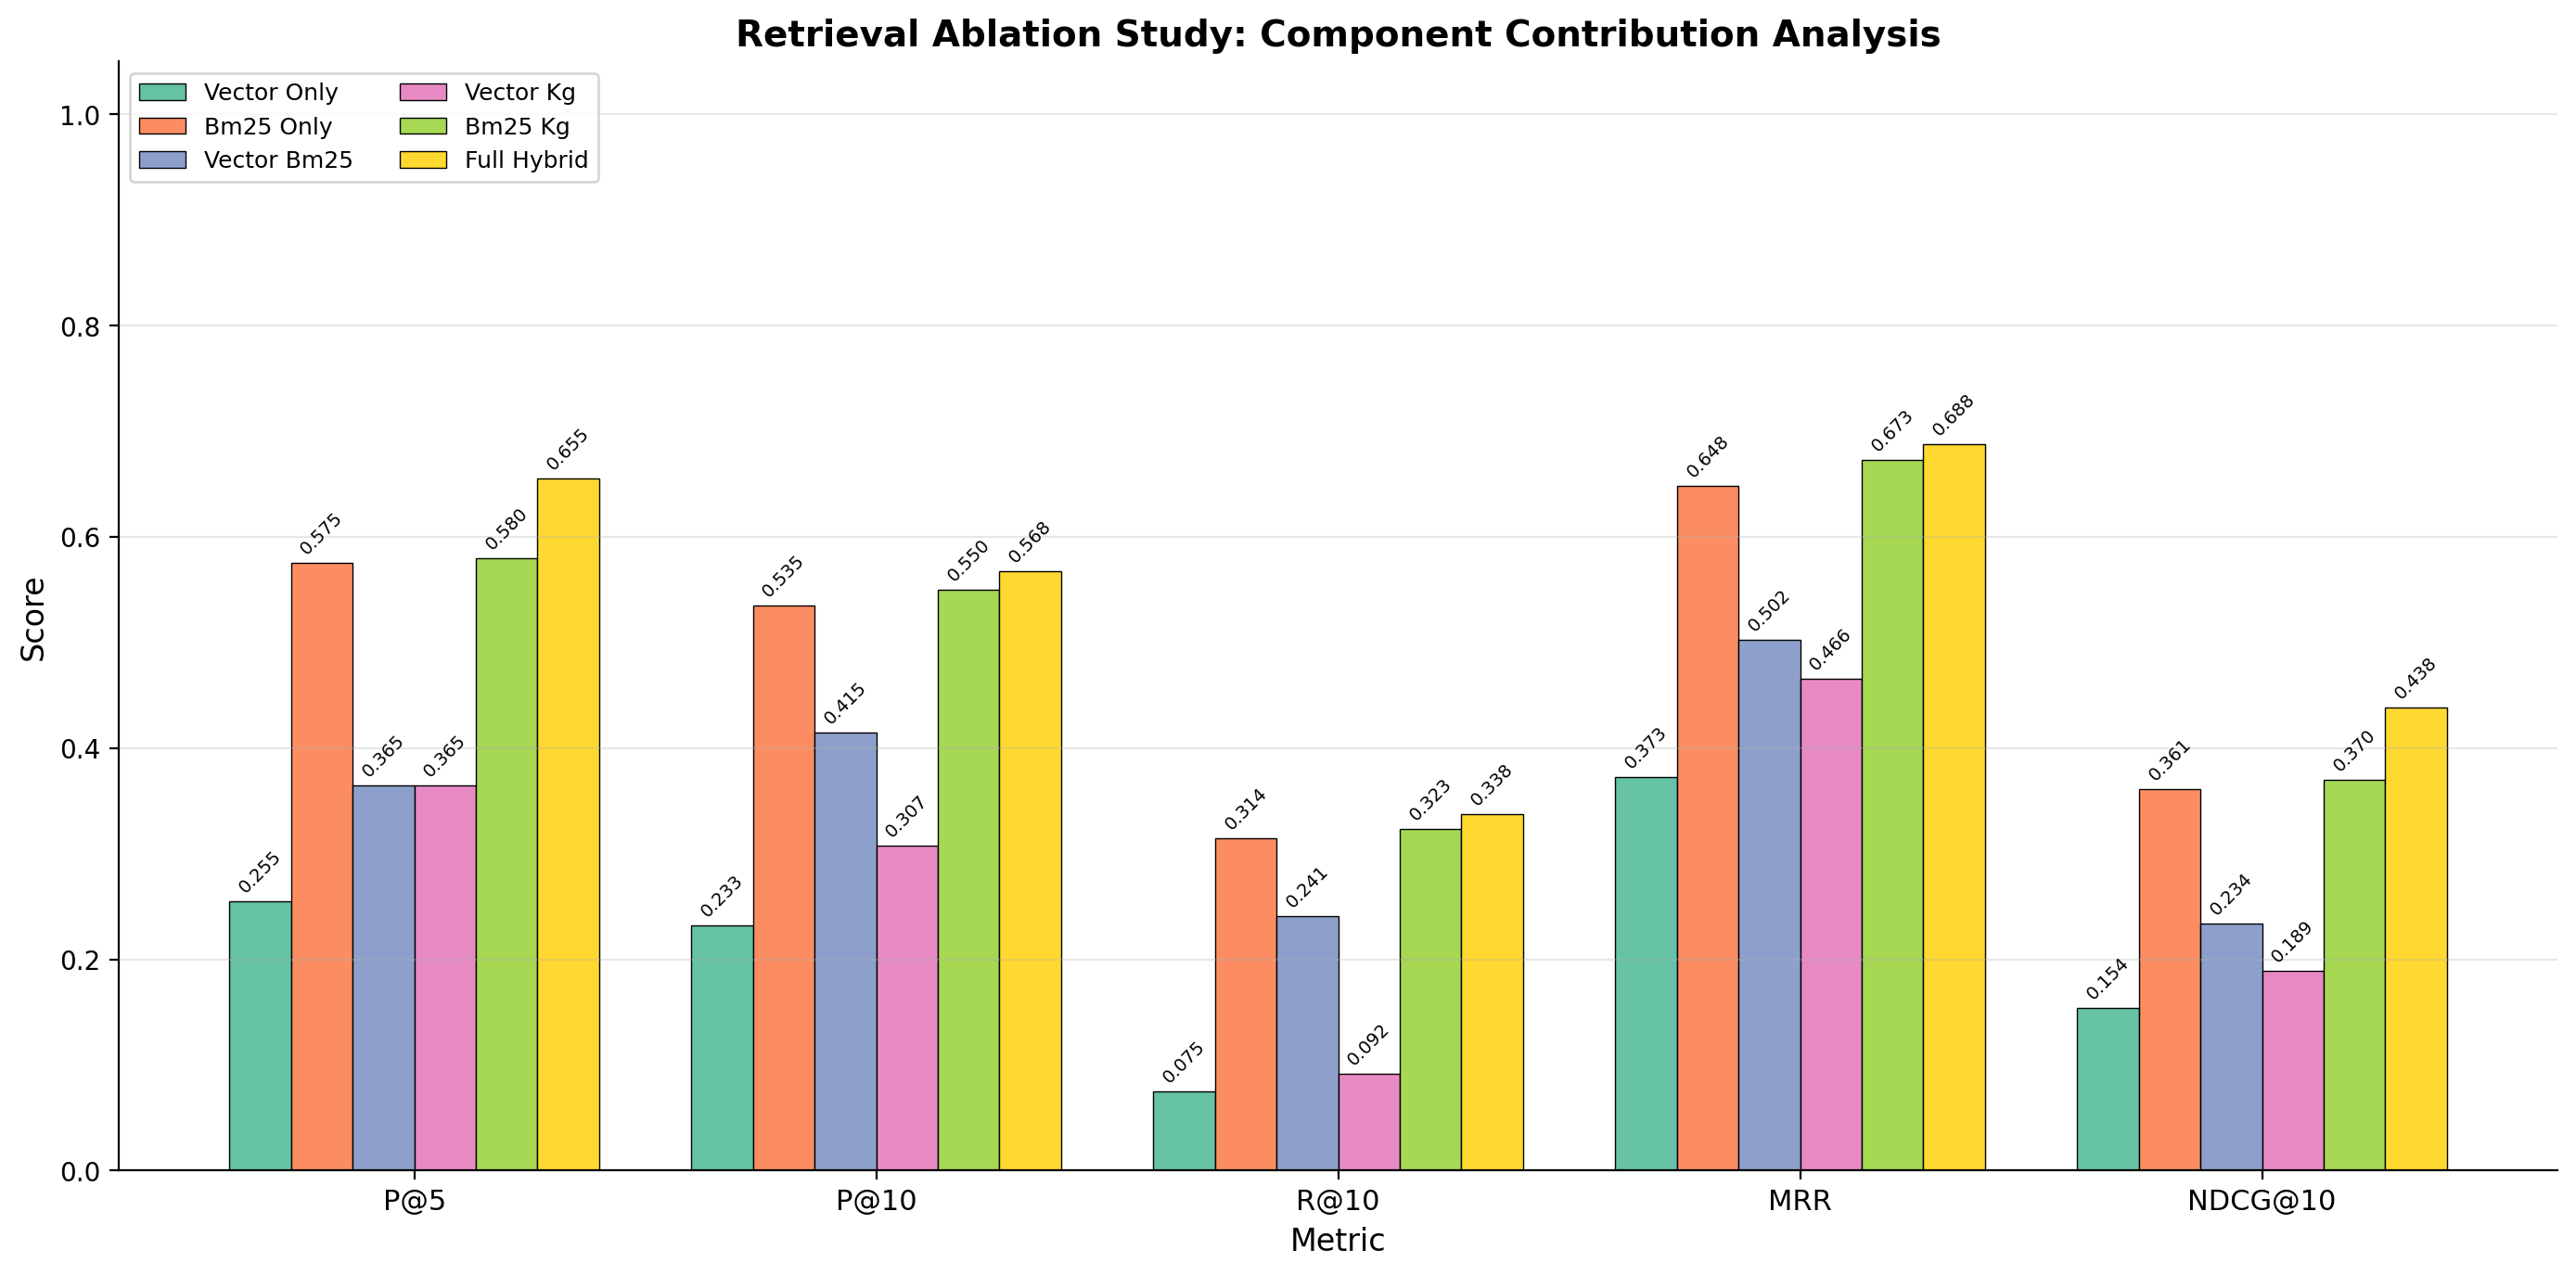 Retrieval Ablation Study: Component Contribution Analysis
Vector Only
Bm25 Only
Vector Bm25
Vector Kg
Bm25 Kg
Full Hybrid
Score
1.0
0.8
0.6
0.4
0.2
0.0
0.255
0.575
0.365
0.365
0.580
0.655
0.233
0.535
0.415
0.307
0.550
0.568
0.075
0.314
0.241
0.092
0.323
0.338
0.373
0.648
0.502
0.466
0.673
0.688
0.154
0.361
0.234
0.189
0.370
0.438
P@5
P@10
R@10
MRR
NDCG@10
Metric